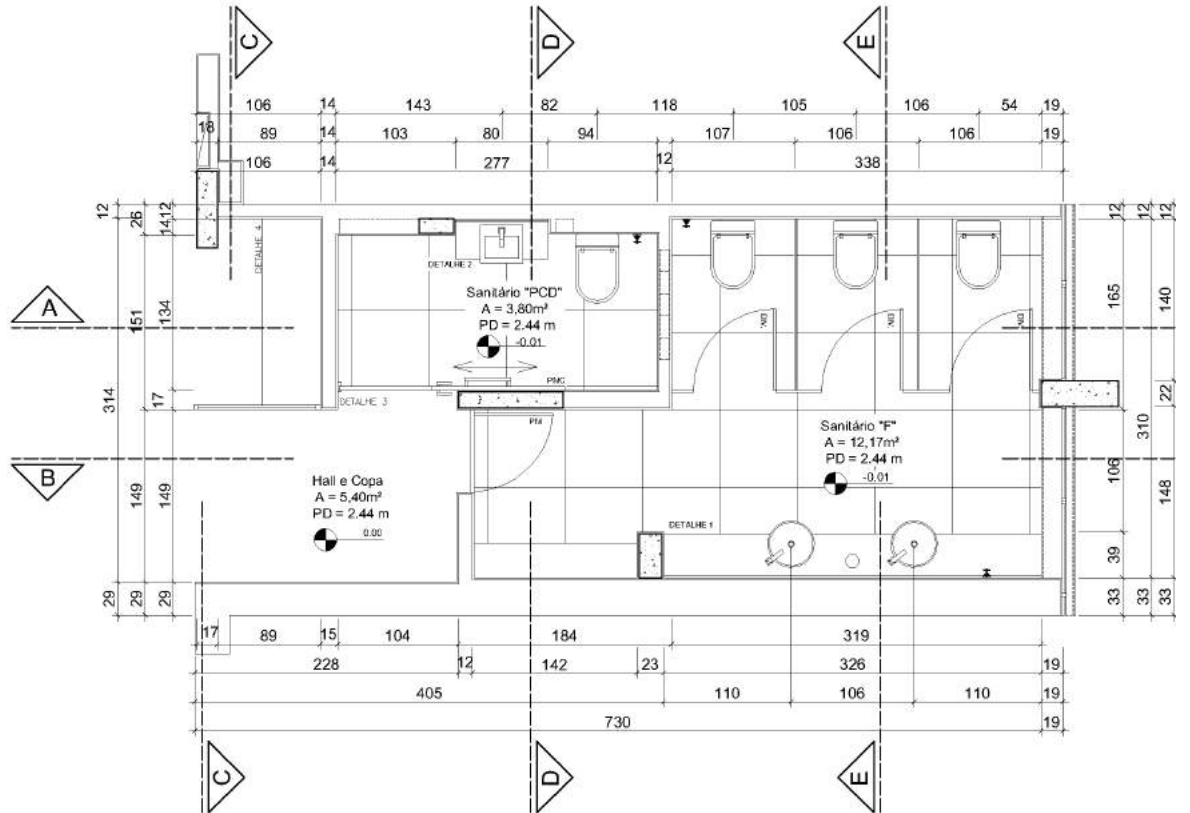 C D E
106 14 143 82 118 105 106 54 19
18 89 14 103 80 94 107 106 106 19
106 14 277 12 338
12 26 14 12
12 12 12
DETALHE 4
DETALHE 2
Sanitário "PCD"
A = 3,80m²
PD = 2.44 m
-0.01
A
151 134
165 140
314 17
22
PMC
DETALHE 3
PM
310
B
Sanitário "F"
A = 12,17m²
PD = 2.44 m
-0.01
106 148
Hall e Copa
A = 5,40m²
PD = 2.44 m
0.00
149 149
DETALHE 1
39
29 29 29
33 33 33
17 89 15 104 184 319
228 12 142 23 326 19
405 110 106 110 19
730 19
C D E